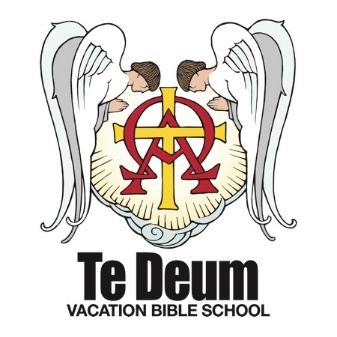 Te Deum
VACATION BIBLE SCHOOL